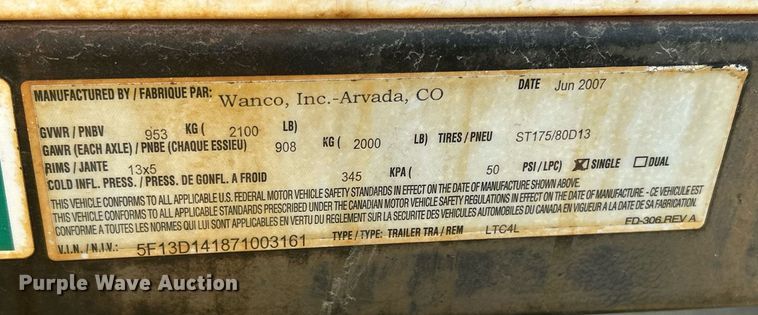 MANUFACTURED BY / FABRIQUE PAR: Wanco, Inc.-Arvada, CO DATE Jun 2007
GVWR / PNBV 953 KG ( 2100 LB)
GAWR (EACH AXLE) / PNBE (CHAQUE ESSIEU) 908 KG ( 2000 LB) TIRES / PNEU ST175/80D13
RIMS / JANTE 13x5
COLD INFL. PRESS. / PRESS. DE GONFL. A FROID 345 KPA ( 50 PSI / LPC) X SINGLE DUAL
THIS VEHICLE CONFORMS TO ALL APPLICABLE U.S. FEDERAL MOTOR VEHICLE SAFETY STANDARDS IN EFFECT ON THE DATE OF MANUFACTURE SHOWN ABOVE.
THIS VEHICLE CONFORMS TO ALL APPLICABLE STANDARDS PRESCRIBED UNDER THE CANADIAN MOTOR VEHICLE SAFETY REGULATIONS IN EFFECT ON THE DATE OF MANUFACTURE. - CE VEHICULE EST
CONFORME A TOUTES LES NORMES QUI LUI SONT APPLICABLES EN VERTU DU REGLEMENT SUR LA SECURITE DES VEHICULES AUTOMOBILES DU CANADA EN VIGUEUR A LA DATE DE SA FABRICATION.
FD-306.REV A
V.I.N. / N.I.V.: 5F13D141871003161 TYPE / TYPE: TRAILER TRA / REM LTC4L
Purple Wave Auction